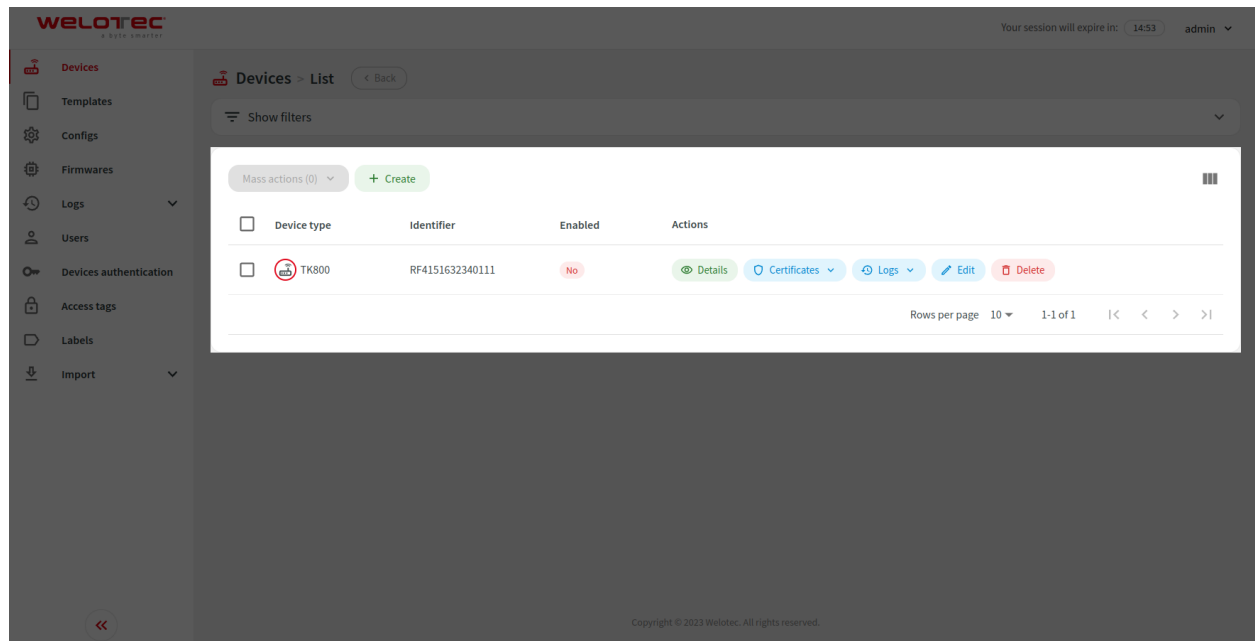 WELOTEC
a byte smarter
Your session will expire in: 14:53 admin
Devices
Templates
Configs
Firmwares
Logs
Users
Devices authentication
Access tags
Labels
Import
Devices > List < Back
Show filters
Mass actions (0) + Create
Device type Identifier Enabled Actions
TK800 RF4151632340111 No Details Certificates Logs Edit Delete
Rows per page 10 1-1 of 1
Copyright © 2023 Welotec. All rights reserved.